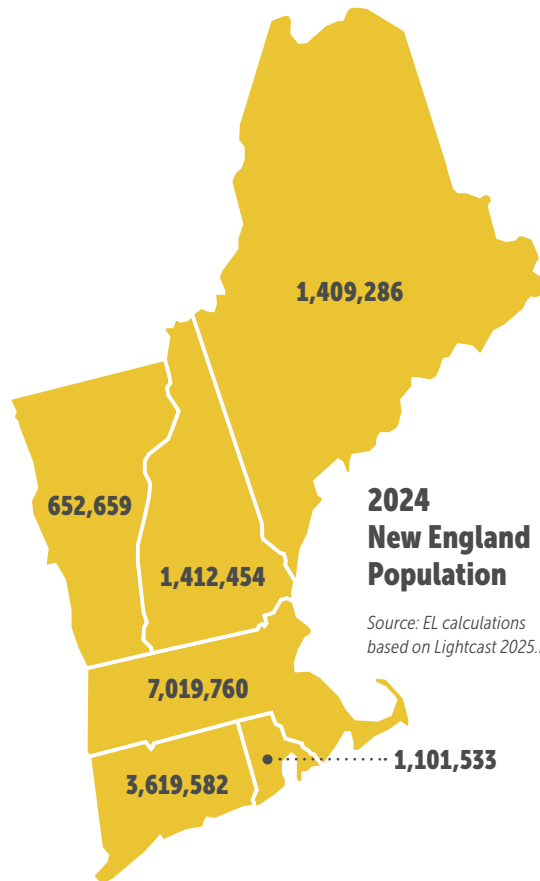 1,409,286
652,659
1,412,454
2024
New England
Population
Source: EL calculations
based on Lightcast 2025..
7,019,760
3,619,582
1,101,533